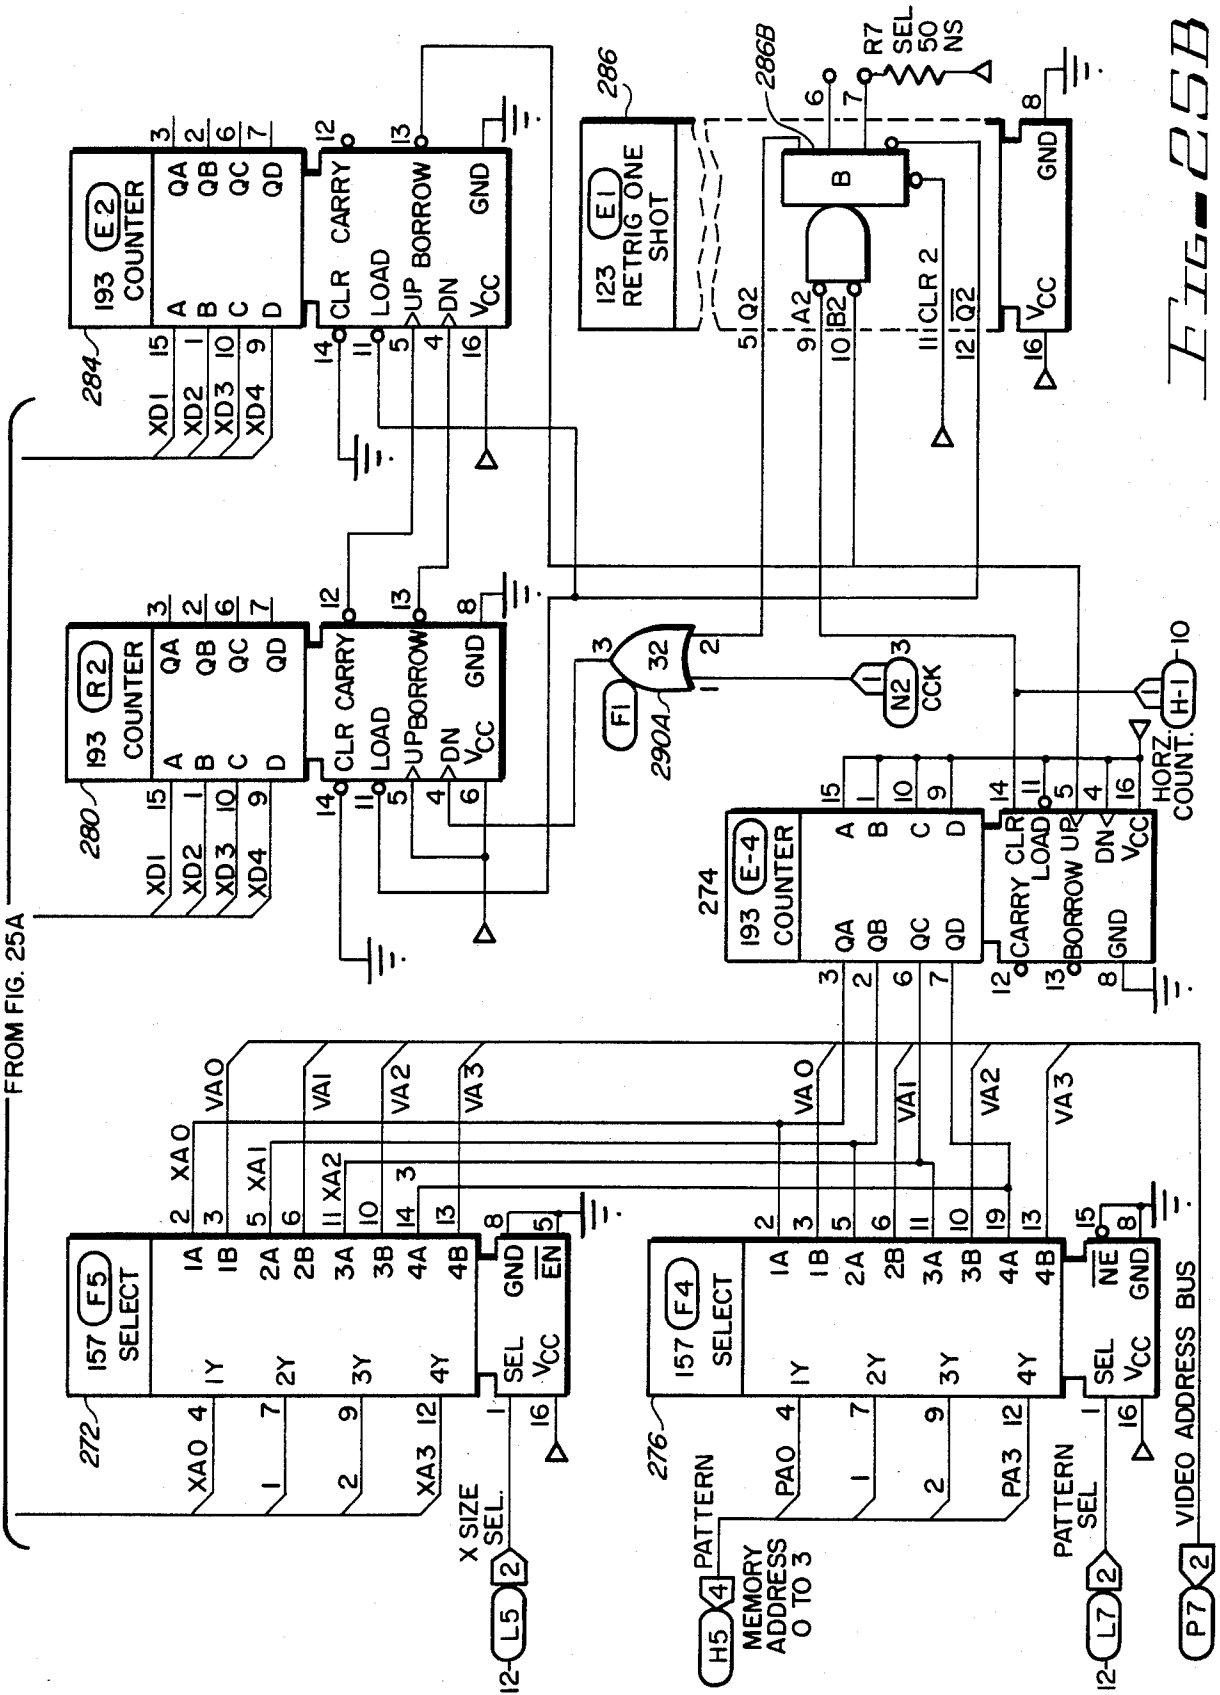 FROM FIG. 25A
272
157 F5
SELECT
XA0 4
1 7
2 9
XA3 12
1Y
2Y
3Y
4Y
1A
1B
2A
2B
3A
3B
4A
4B
2 XA0
3 VA0
5 XA1
6 VA1
11 XA2
10 VA2
14 3
13 VA3
SEL
VCC
GND
EN
1
16
8
15
X SIZE
SEL.
12 L5 2
276
157 F4
SELECT
PATTERN
H5 4
MEMORY
ADDRESS
0 TO 3
PA0 4
1 7
2 9
PA3 12
1Y
2Y
3Y
4Y
1A
1B
2A
2B
3A
3B
4A
4B
2
3 VA0
5
6 VA1
11
10 VA2
19
13 VA3
SEL
VCC
NE
GND
1
16
15
8
PATTERN
SEL
12 L7 2
P7 2 VIDEO ADDRESS BUS
280
193 R2
COUNTER
XD1 15 A QA 3
XD2 1 B QB 2
XD3 10 C QC 6
XD4 9 D QD 7
14 CLR CARRY 12
11 LOAD
5 UP BORROW 13
4 DN
6 VCC GND 8
284
193 E2
COUNTER
XD1 15 A QA 3
XD2 1 B QB 2
XD3 10 C QC 6
XD4 9 D QD 7
14 CLR CARRY 12
11 LOAD
5 UP BORROW 13
4 DN
16 VCC GND
F1
32
3
1
2
290A
1
N2 3
CCK
274
193 E-4
COUNTER
3 QA A 15
2 QB B 1
6 QC C 10
7 QD D 9
12 CARRY CLR 14
LOAD 11
13 BORROW UP 5
DN 4
8 GND VCC 16
HORZ.
COUNT.
1
H-1 10
286
123 E1
RETRIG ONE
SHOT
286B
5 Q2
9 A2
10 B2
11 CLR 2
12 Q2
B
6
7
R7
SEL
50
NS
16 VCC GND 8
FIG-25B